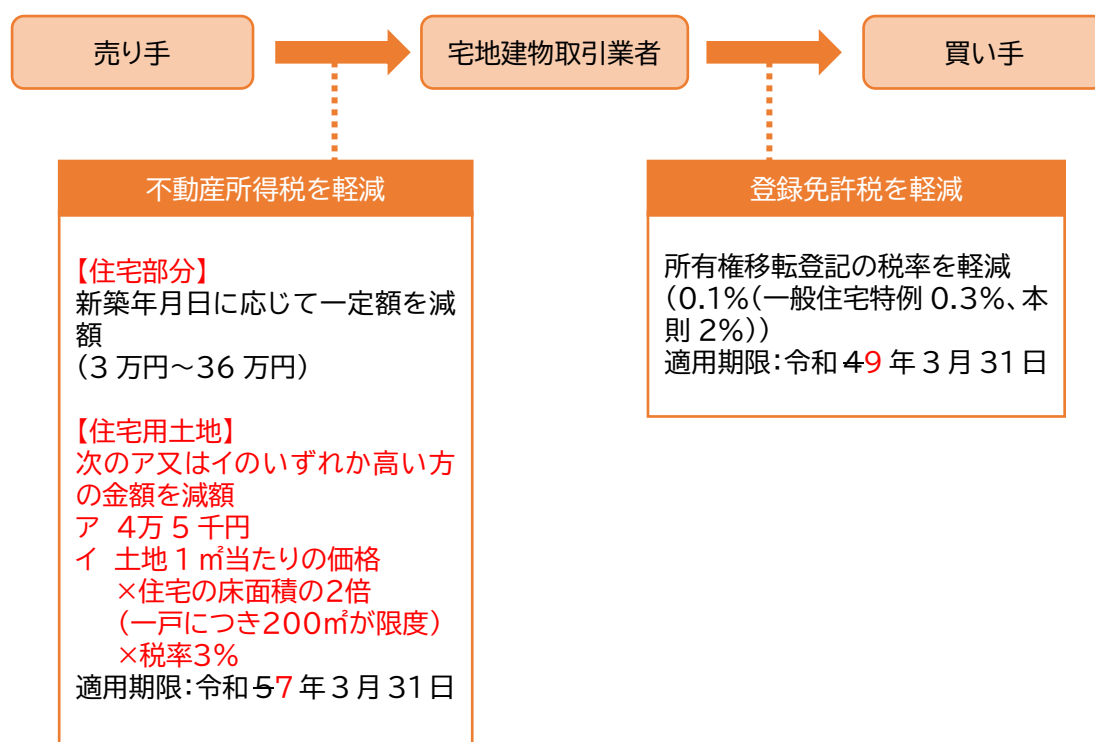 売り手
宅地建物取引業者
買い手
不動産所得税を軽減
【住宅部分】
新築年月日に応じて一定額を減
額
(3 万円～36 万円)
【住宅用土地】
次のア又はイのいずれか高い方
の金額を減額
ア 4万 5 千円
イ 土地 1 ㎡当たりの価格
×住宅の床面積の2倍
(一戸につき200㎡が限度)
×税率3%
適用期限:令和 57 年 3 月 31 日
登録免許税を軽減
所有権移転登記の税率を軽減
(0.1%(一般住宅特例 0.3%、本
則 2%))
適用期限:令和 49 年 3 月 31 日